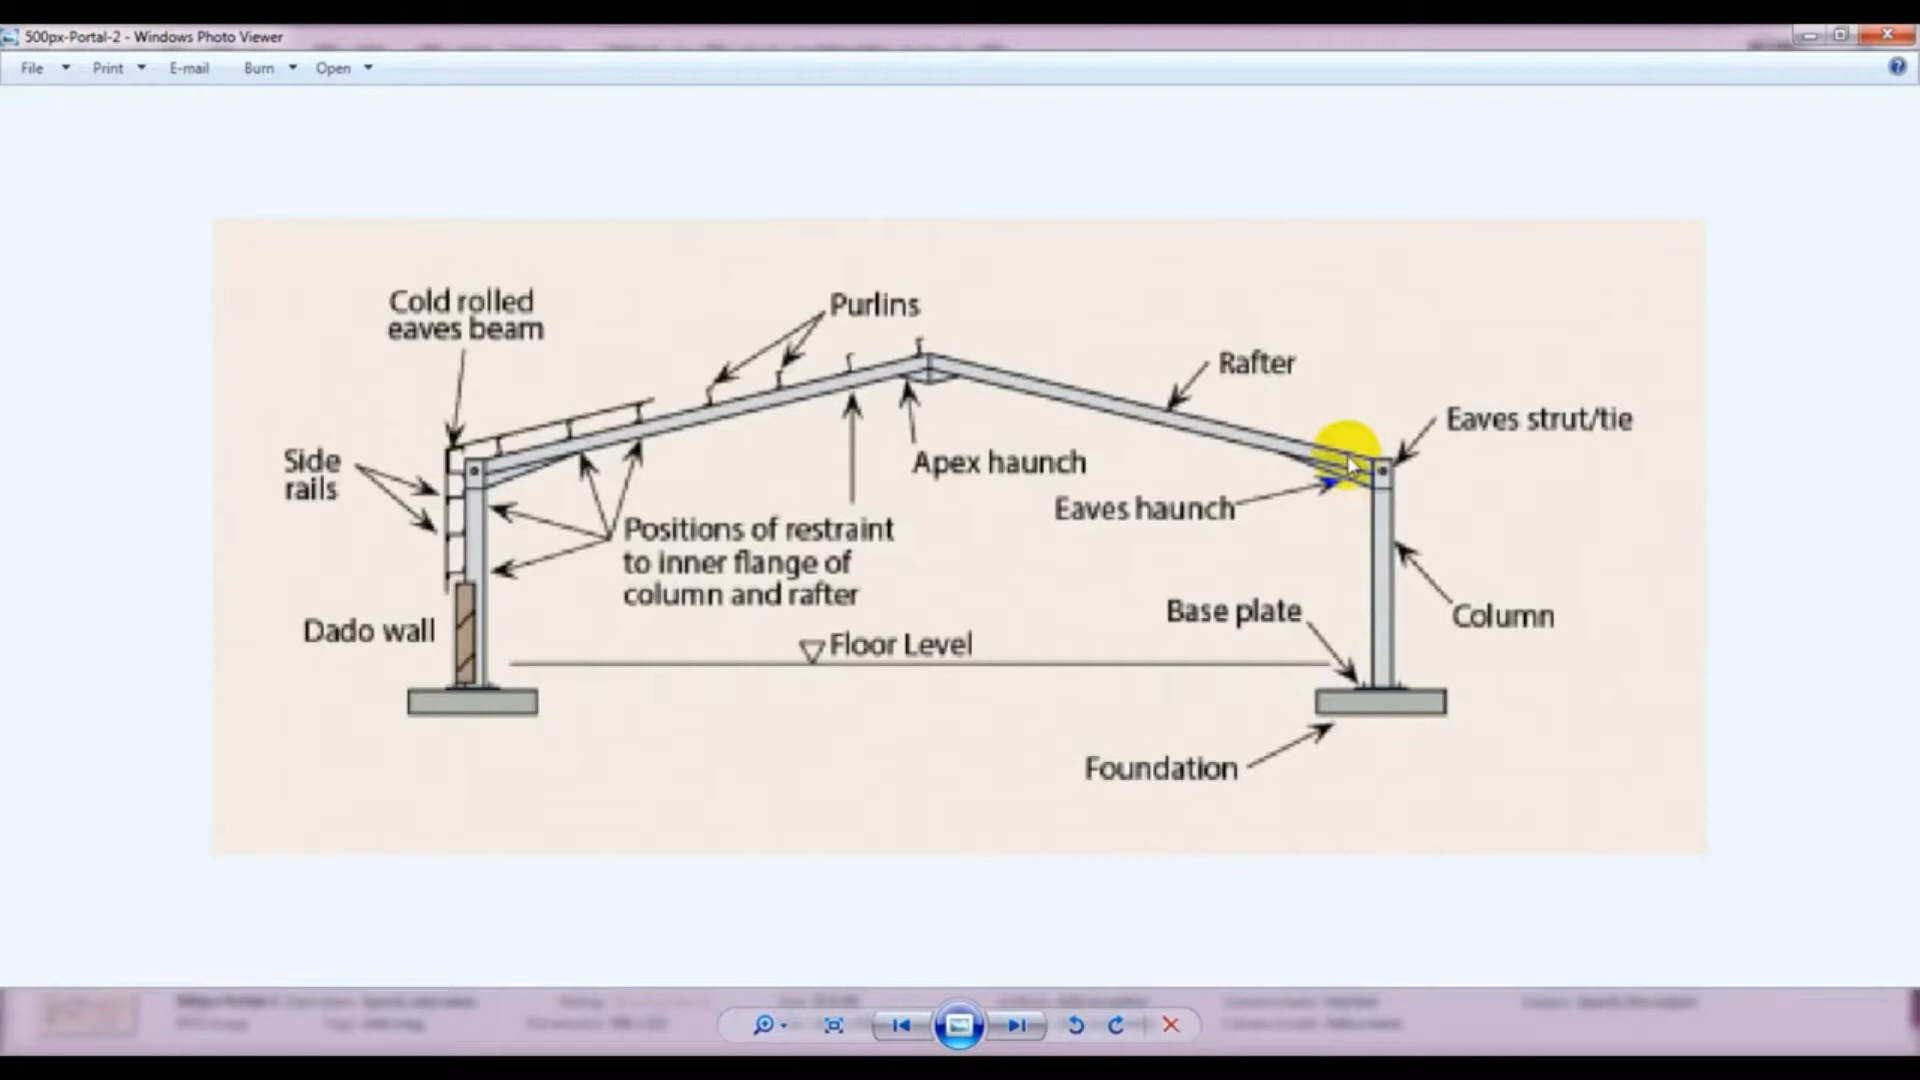 500px-Portal-2 - Windows Photo Viewer
File Print E-mail Burn Open
Cold rolled
eaves beam
Purlins
Rafter
Eaves strut/tie
Side
rails
Apex haunch
Eaves haunch
Positions of restraint
to inner flange of
column and rafter
Base plate
Column
Dado wall
Floor Level
Foundation